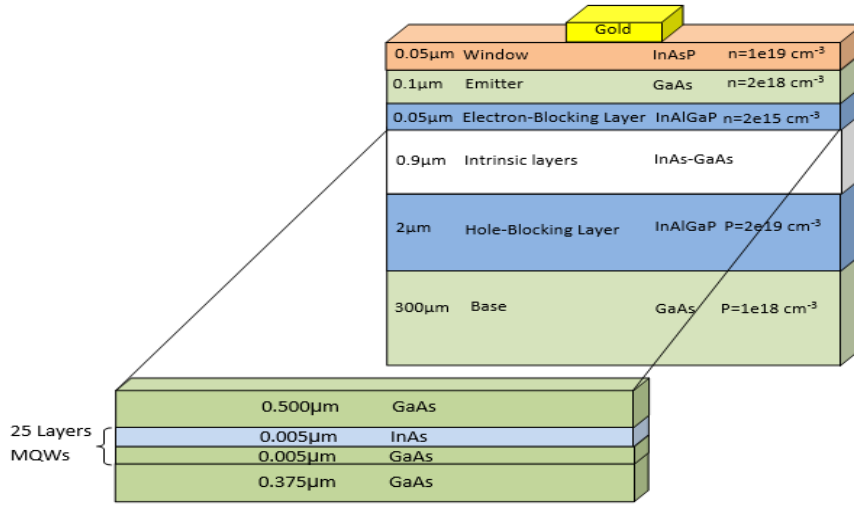 Gold
0.05µm Window InAsP n=1e19 cm⁻³
0.1µm Emitter GaAs n=2e18 cm⁻³
0.05µm Electron-Blocking Layer InAlGaP n=2e15 cm⁻³
0.9µm Intrinsic layers InAs-GaAs
2µm Hole-Blocking Layer InAlGaP P=2e19 cm⁻³
300µm Base GaAs P=1e18 cm⁻³
0.500µm GaAs
25 Layers
MQWs
0.005µm InAs
0.005µm GaAs
0.375µm GaAs